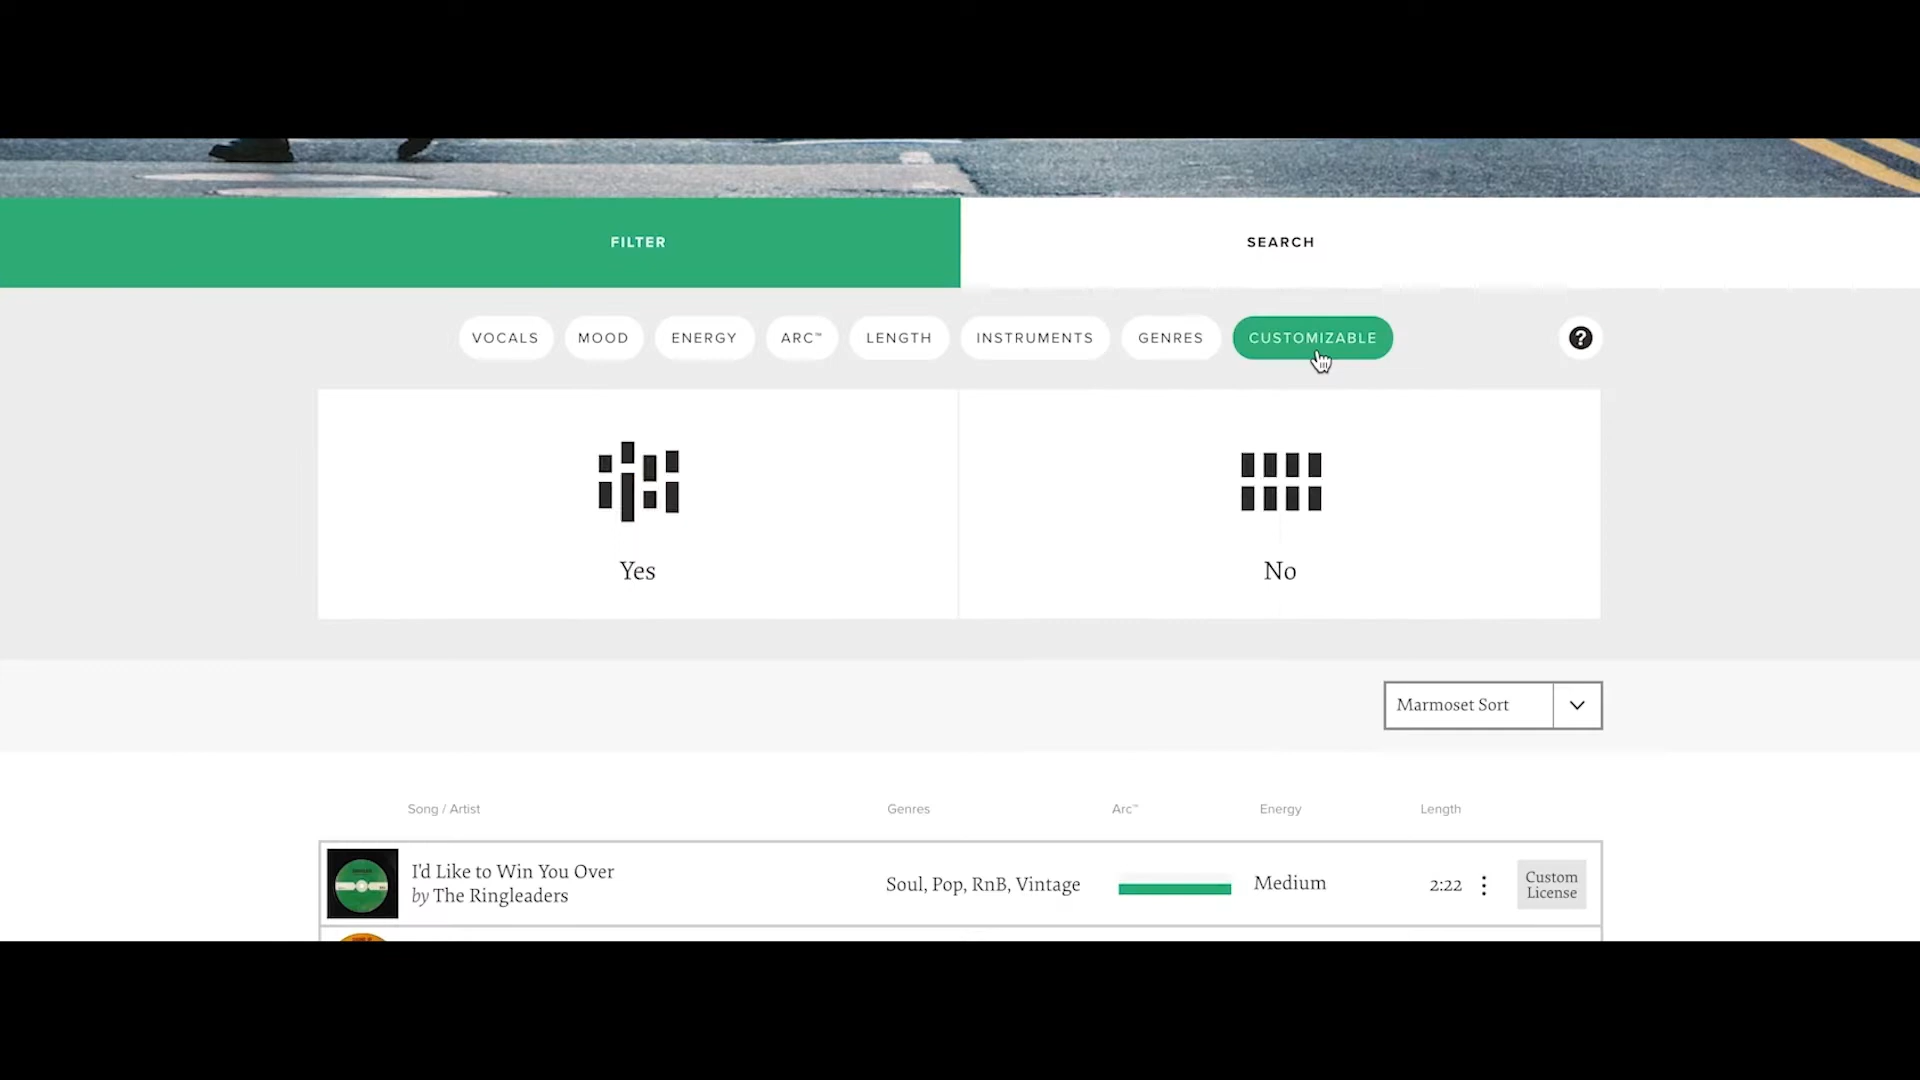 FILTER
SEARCH
VOCALS
MOOD
ENERGY
ARC™
LENGTH
INSTRUMENTS
GENRES
CUSTOMIZABLE
?
Yes
No
Marmoset Sort
Song / Artist
Genres
Arc™
Energy
Length
I'd Like to Win You Over
by The Ringleaders
Soul, Pop, RnB, Vintage
Medium
2:22
Custom
License